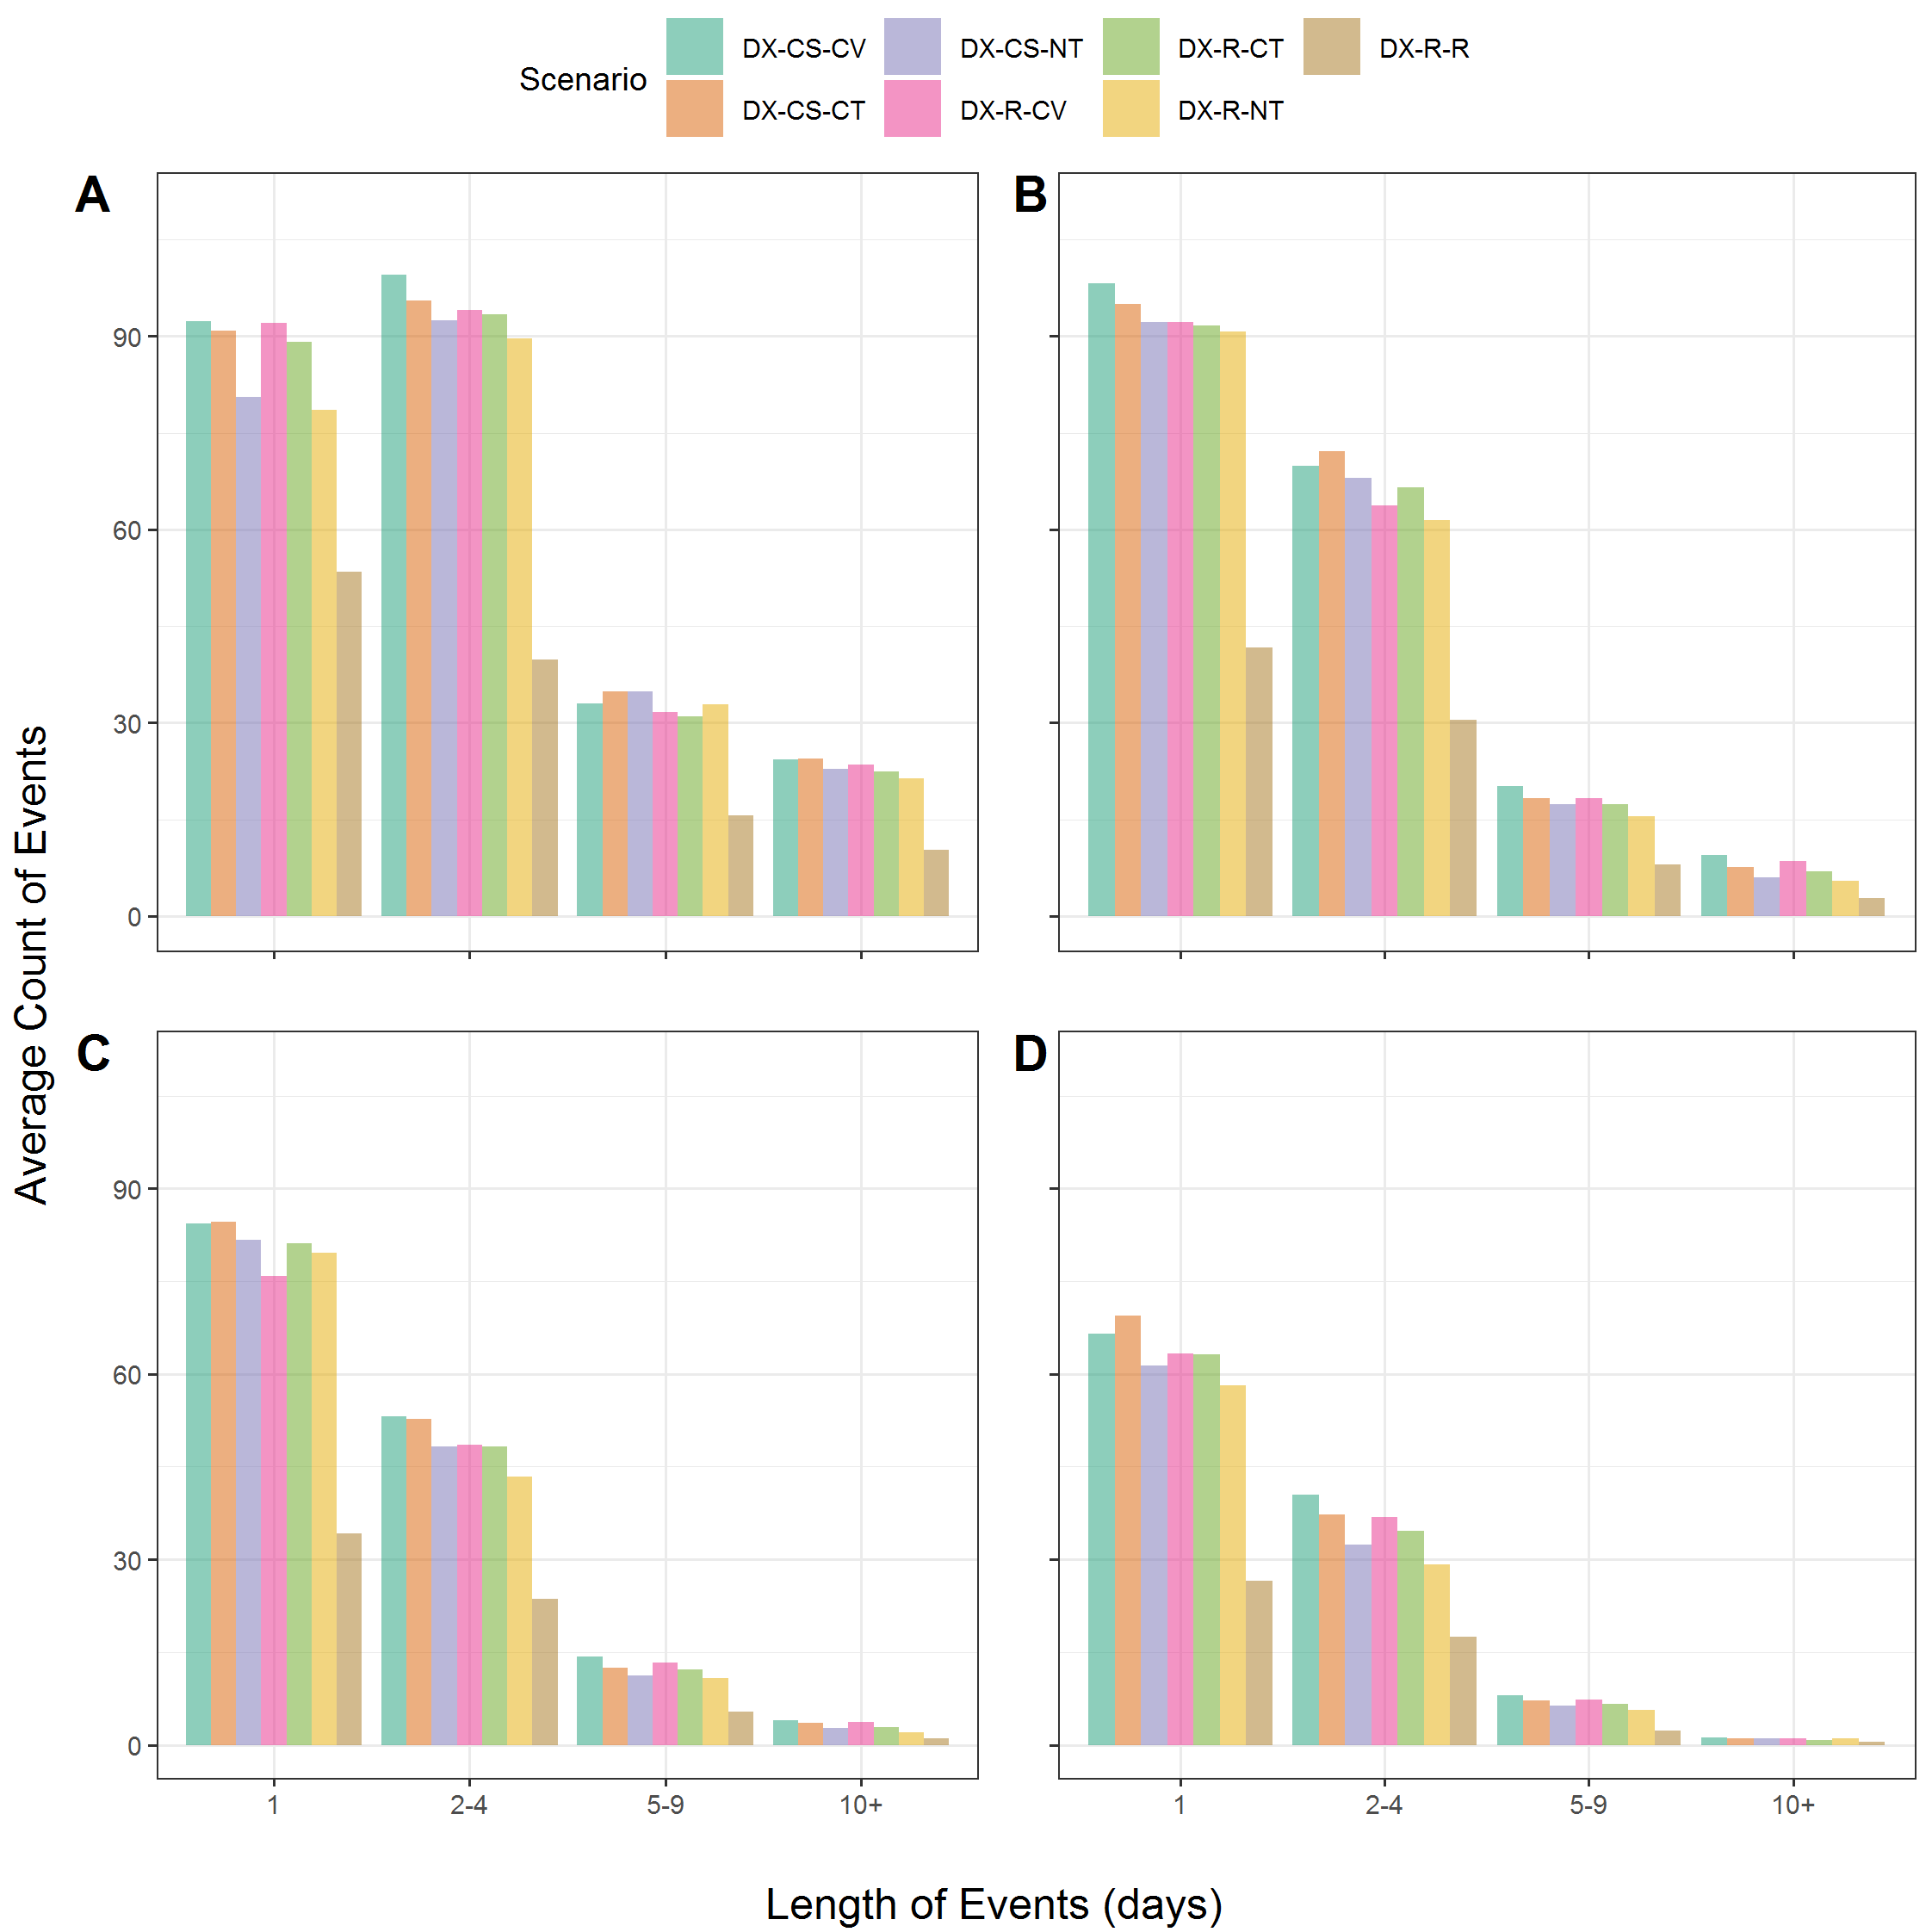 Scenario
DX-CS-CV DX-CS-NT DX-R-CT DX-R-R
DX-CS-CT DX-R-CV DX-R-NT
A
B
90
60
30
0
C
D
90
60
30
0
1 2-4 5-9 10+
1 2-4 5-9 10+
Average Count of Events
Length of Events (days)